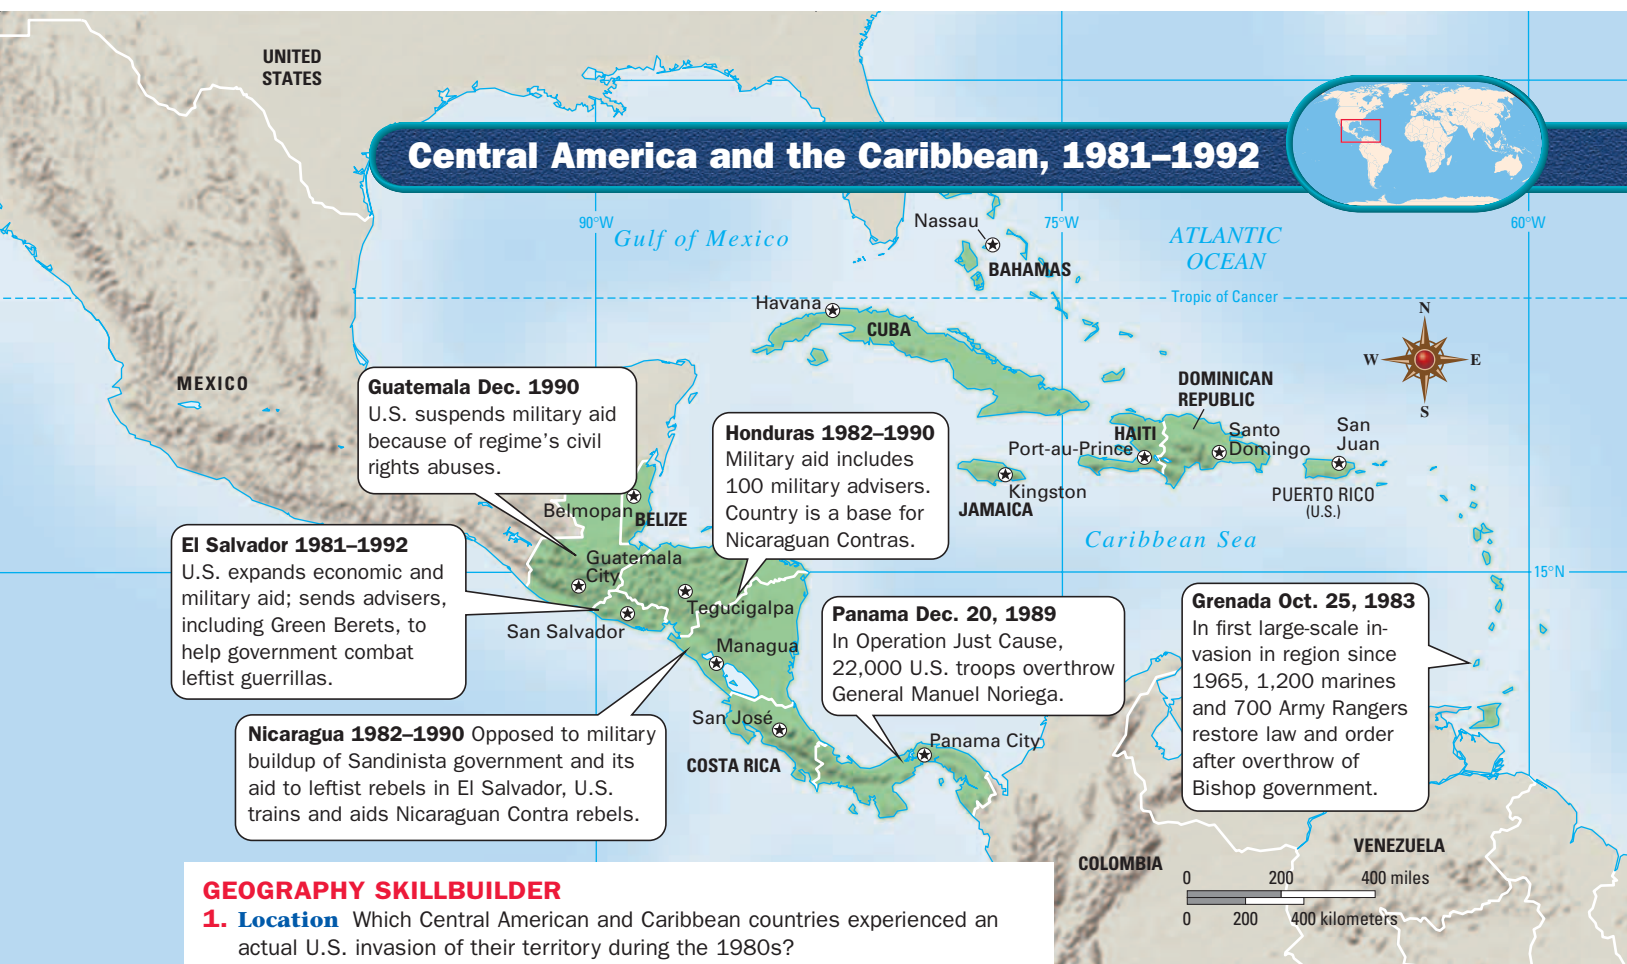 UNITED
STATES
Central America and the Caribbean, 1981–1992
90°W
Gulf of Mexico
Nassau
75°W
ATLANTIC
OCEAN
60°W
BAHAMAS
Tropic of Cancer
Havana
CUBA
N
W
E
S
MEXICO
Guatemala Dec. 1990
U.S. suspends military aid
because of regime's civil
rights abuses.
Honduras 1982–1990
Military aid includes
100 military advisers.
Country is a base for
Nicaraguan Contras.
DOMINICAN
REPUBLIC
HAITI
Port-au-Prince
Santo
Domingo
San
Juan
Kingston
JAMAICA
PUERTO RICO
(U.S.)
Belmopan
BELIZE
Caribbean Sea
El Salvador 1981–1992
U.S. expands economic and
military aid; sends advisers,
including Green Berets, to
help government combat
leftist guerrillas.
Guatemala
City
15°N
Tegucigalpa
San Salvador
Managua
Panama Dec. 20, 1989
In Operation Just Cause,
22,000 U.S. troops overthrow
General Manuel Noriega.
Grenada Oct. 25, 1983
In first large-scale in-
vasion in region since
1965, 1,200 marines
and 700 Army Rangers
restore law and order
after overthrow of
Bishop government.
Nicaragua 1982–1990 Opposed to military
buildup of Sandinista government and its
aid to leftist rebels in El Salvador, U.S.
trains and aids Nicaraguan Contra rebels.
San José
COSTA RICA
Panama City
COLOMBIA
VENEZUELA
0 200 400 miles
0 200 400 kilometers
GEOGRAPHY SKILLBUILDER
1. Location Which Central American and Caribbean countries experienced an
actual U.S. invasion of their territory during the 1980s?